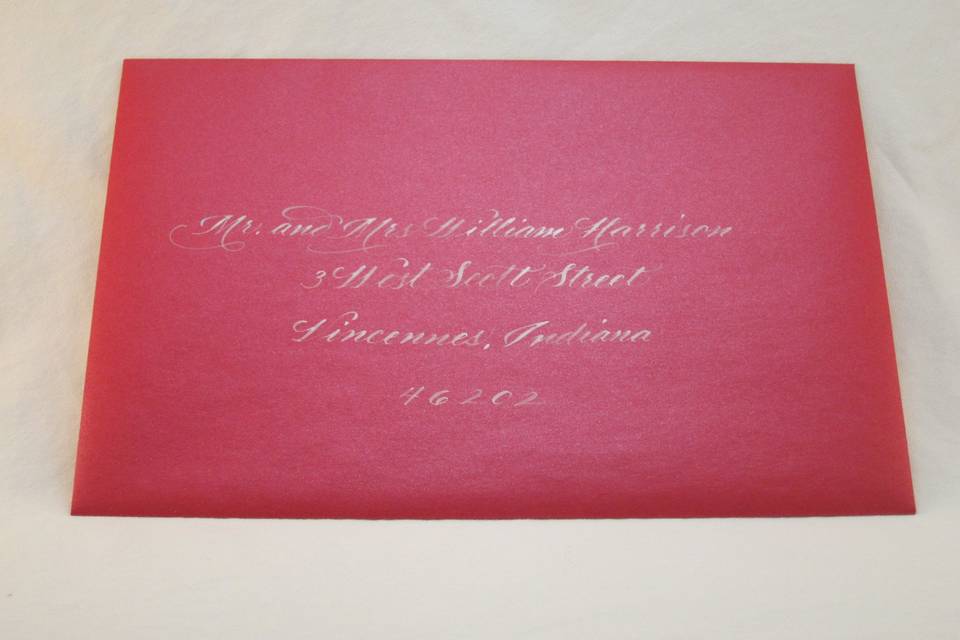 Mr. and Mrs William Harrison
3 West Scott Street
Vincennes, Indiana
46202